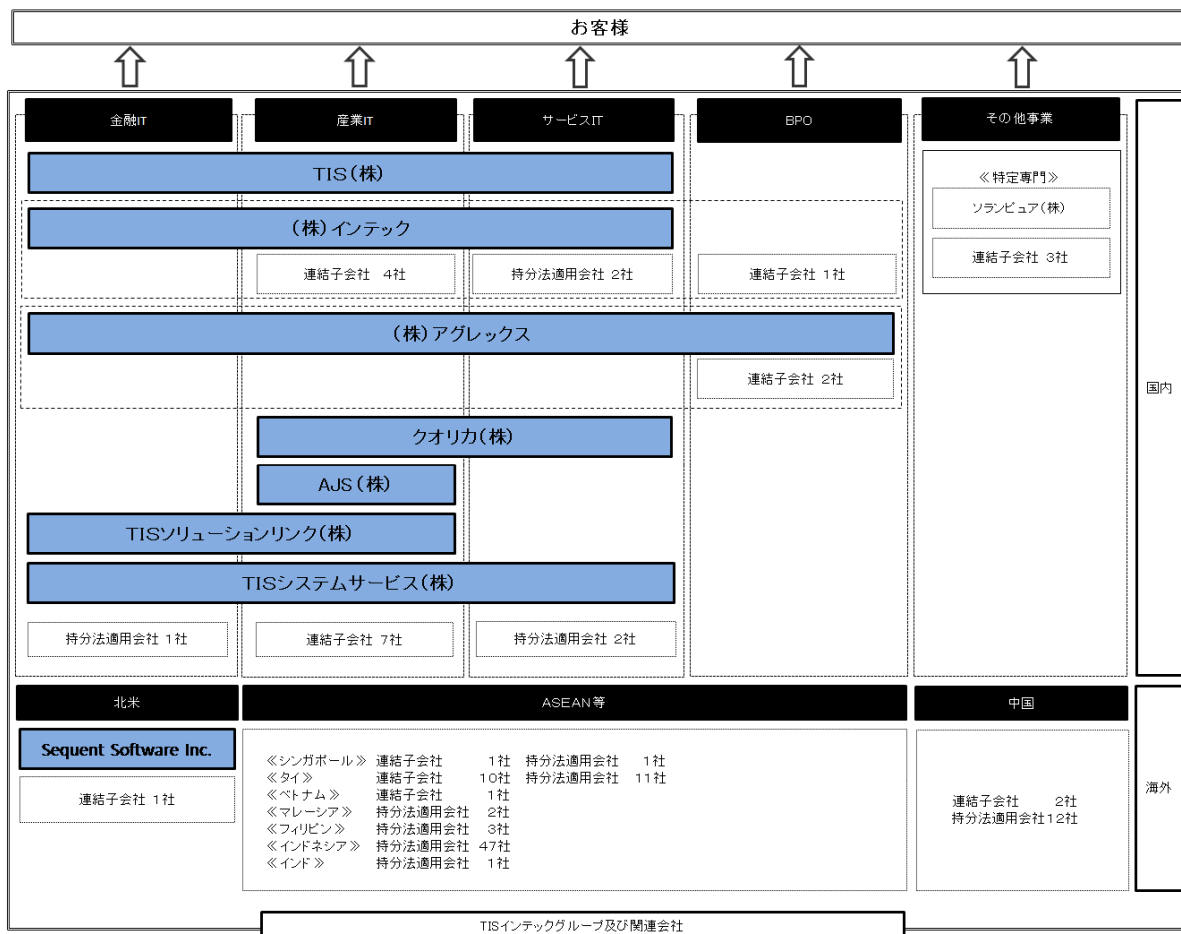 お客様
金融IT
産業IT
サービスIT
BPO
その他事業
TIS(株)
(株)インテック
連結子会社 4社
持分法適用会社 2社
連結子会社 1社
≪特定専門≫
ソランピュア(株)
連結子会社 3社
(株)アグレックス
連結子会社 2社
クオリカ(株)
AJS(株)
TISソリューションリンク(株)
TISシステムサービス(株)
持分法適用会社 1社
連結子会社 7社
持分法適用会社 2社
国内
北米
ASEAN等
中国
Sequent Software Inc.
連結子会社 1社
≪シンガポール≫ 連結子会社 1社 持分法適用会社 1社
≪タイ≫ 連結子会社 10社 持分法適用会社 11社
≪ベトナム≫ 連結子会社 1社
≪マレーシア≫ 持分法適用会社 2社
≪フィリピン≫ 持分法適用会社 3社
≪インドネシア≫ 持分法適用会社 47社
≪インド≫ 持分法適用会社 1社
連結子会社 2社
持分法適用会社12社
海外
TISインテックグループ及び関連会社